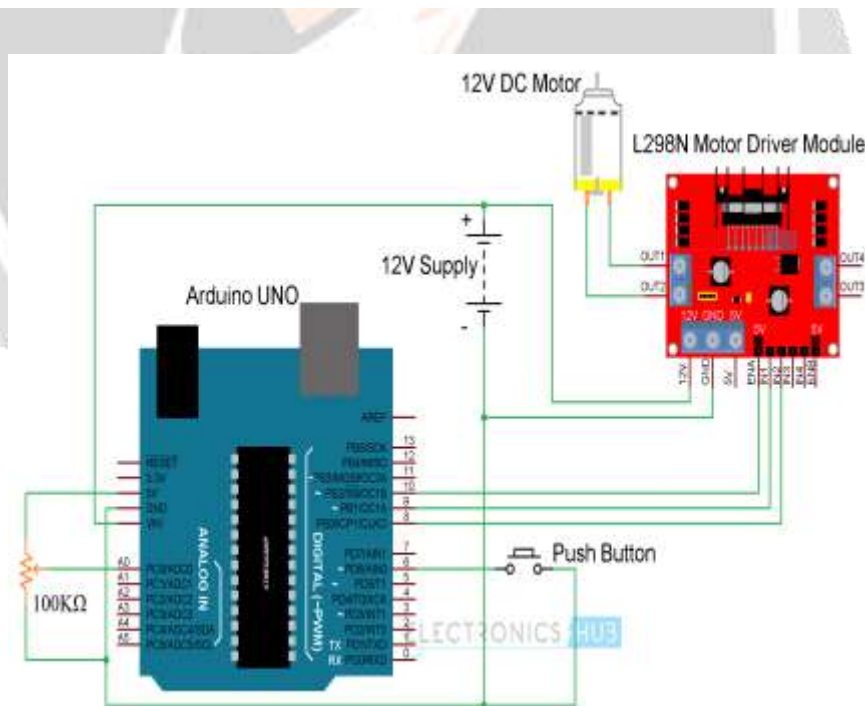 12V DC Motor
L298N Motor Driver Module
OUT1
OUT2
OUT4
OUT3
12V GND 5V
5V
5V
12V
GND
5V
ENA
IN1
IN2
IN3
IN4
ENB
+
12V Supply
-
Arduino UNO
AREF
13
12
11
10
9
8
7
6
5
4
3
2
1
0
RESET
3.3V
5V
GND
VIN
A0
A1
A2
A3
A4
A5
ANALOG IN
DIGITAL (~PWM)
TX
RX
100KΩ
Push Button
ELECTRONICS HUB